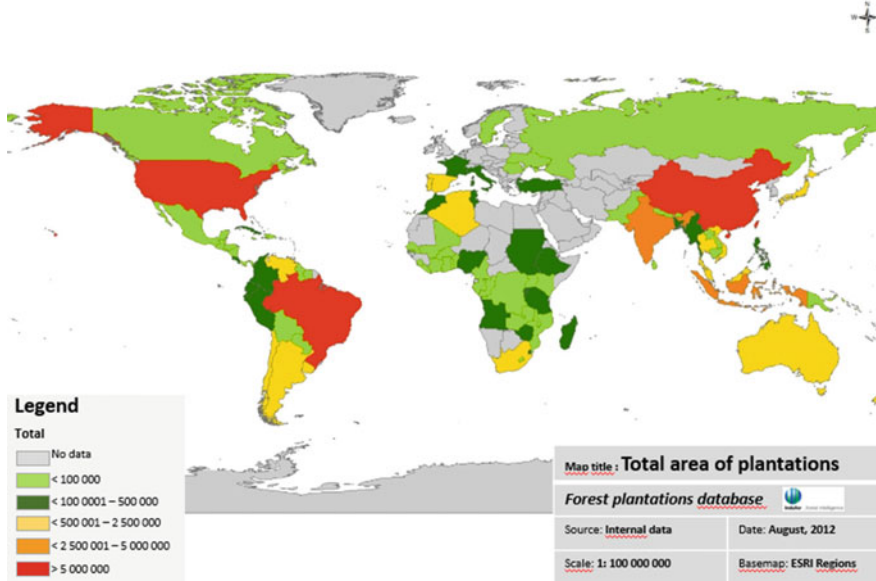 N
W
S
Legend
Total
No data
< 100 000
< 100 0001 – 500 000
< 500 001 – 2 500 000
< 2 500 001 – 5 000 000
> 5 000 000
Map title : Total area of plantations
Forest plantations database
Source: Internal data
Date: August, 2012
Scale: 1: 100 000 000
Basemap: ESRI Regions